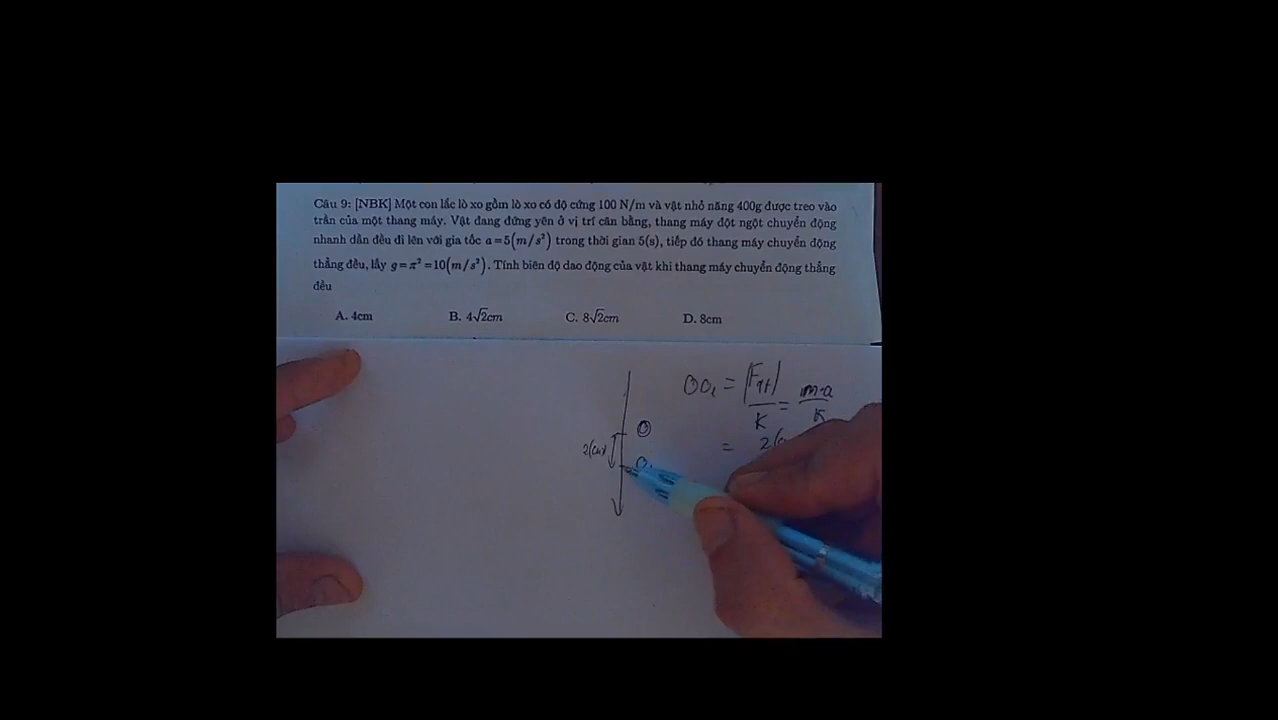 Câu 9: [NBK] Một con lắc lò xo gồm lò xo có độ cứng 100 N/m và vật nhỏ nặng 400g được treo vào
trần của một thang máy. Vật đang đứng yên ở vị trí cân bằng, thang máy đột ngột chuyển động
nhanh dần đều đi lên với gia tốc a = 5(m/s²) trong thời gian 5(s), tiếp đó thang máy chuyển động
thẳng đều, lấy g = π² = 10(m/s²). Tính biên độ dao động của vật khi thang máy chuyển động thẳng
đều
A. 4cm B. 4√2cm C. 8√2cm D. 8cm
OO₁ = |Fqt|/K = m.a/K
= 2(
O
2(cm)
O₁